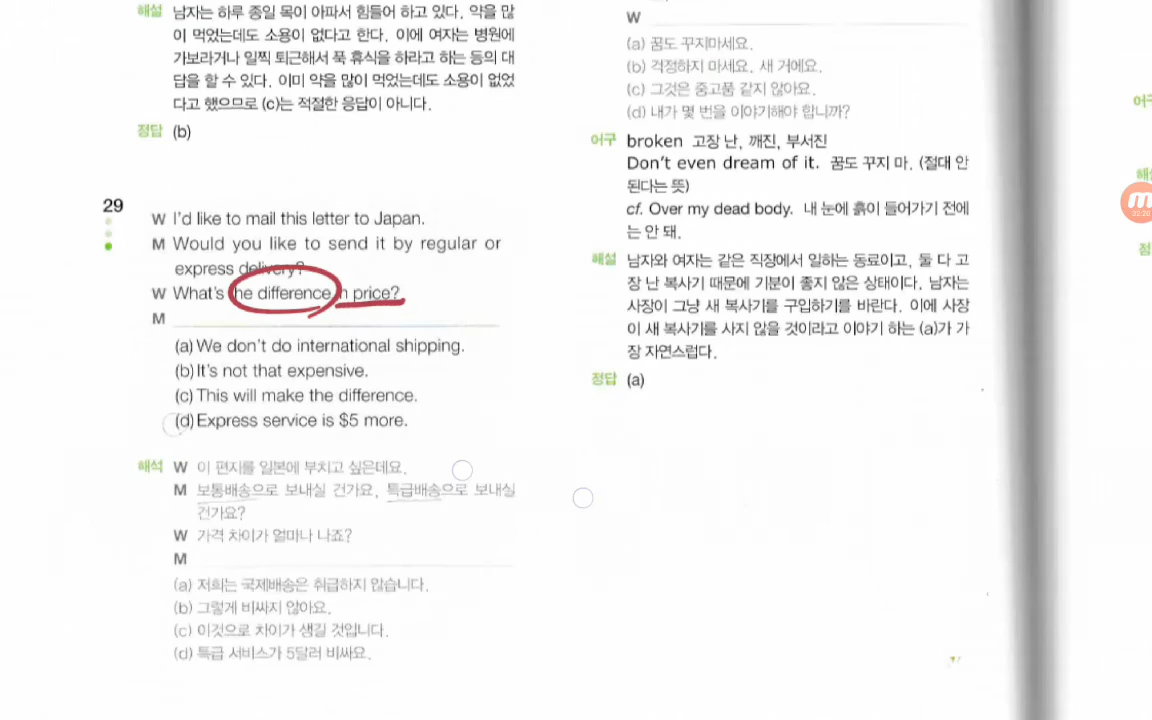 해설 남자는 하루 종일 목이 아파서 힘들어 하고 있다. 약을 많
이 먹었는데도 소용이 없다고 한다. 이에 여자는 병원에
가보라거나 일찍 퇴근해서 푹 휴식을 하라고 하는 등의 대
답을 할 수 있다. 이미 약을 많이 먹었는데도 소용이 없었
다고 했으므로 (c)는 적절한 응답이 아니다.
정답 (b)
29
W I'd like to mail this letter to Japan.
M Would you like to send it by regular or
express delivery?
W What's the difference in price?
M
(a) We don't do international shipping.
(b) It's not that expensive.
(c) This will make the difference.
(d) Express service is $5 more.
해석 W 이 편지를 일본에 부치고 싶은데요.
M 보통배송으로 보내실 건가요, 특급배송으로 보내실
건가요?
W 가격 차이가 얼마나 나죠?
M
(a) 저희는 국제배송은 취급하지 않습니다.
(b) 그렇게 비싸지 않아요.
(c) 이것으로 차이가 생길 것입니다.
(d) 특급 서비스가 5달러 비싸요.
W
(a) 꿈도 꾸지마세요.
(b) 걱정하지 마세요. 새 거에요.
(c) 그것은 중고품 같지 않아요.
(d) 내가 몇 번을 이야기해야 합니까?
어구 broken 고장 난, 깨진, 부서진
Don't even dream of it. 꿈도 꾸지 마. (절대 안
된다는 뜻)
cf. Over my dead body. 내 눈에 흙이 들어가기 전에
는 안 돼.
해설 남자와 여자는 같은 직장에서 일하는 동료이고, 둘 다 고
장 난 복사기 때문에 기분이 좋지 않은 상태이다. 남자는
사장이 그냥 새 복사기를 구입하기를 바란다. 이에 사장
이 새 복사기를 사지 않을 것이라고 이야기 하는 (a)가 가
장 자연스럽다.
정답 (a)
어구
32:20